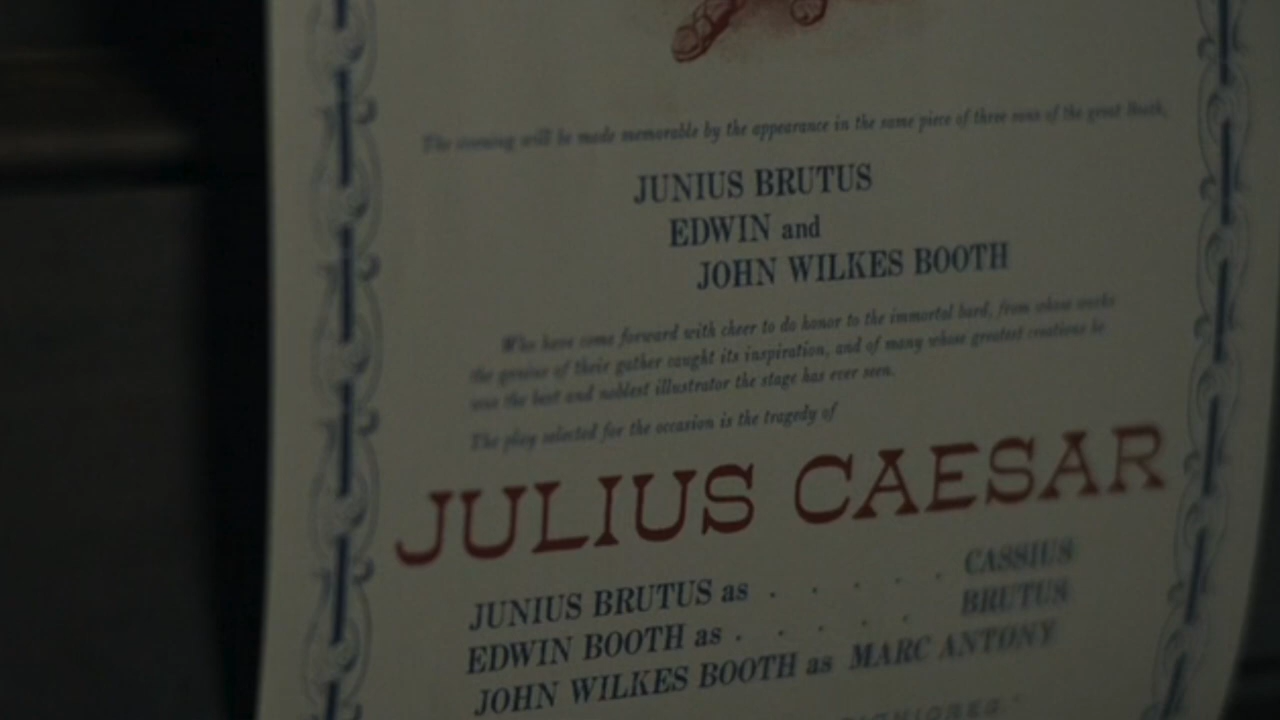 The evening will be made memorable by the appearance in the same piece of three sons of the great Booth,
JUNIUS BRUTUS
EDWIN and
JOHN WILKES BOOTH
Who have come forward with cheer to do honor to the immortal bard, from whose works
the genius of their gather caught its inspiration, and of many whose greatest creations he
was the best and noblest illustrator the stage has ever seen.
The play selected for the occasion is the tragedy of
JULIUS CAESAR
JUNIUS BRUTUS as . . . . . CASSIUS
EDWIN BOOTH as . . . . . BRUTUS
JOHN WILKES BOOTH as MARC ANTONY